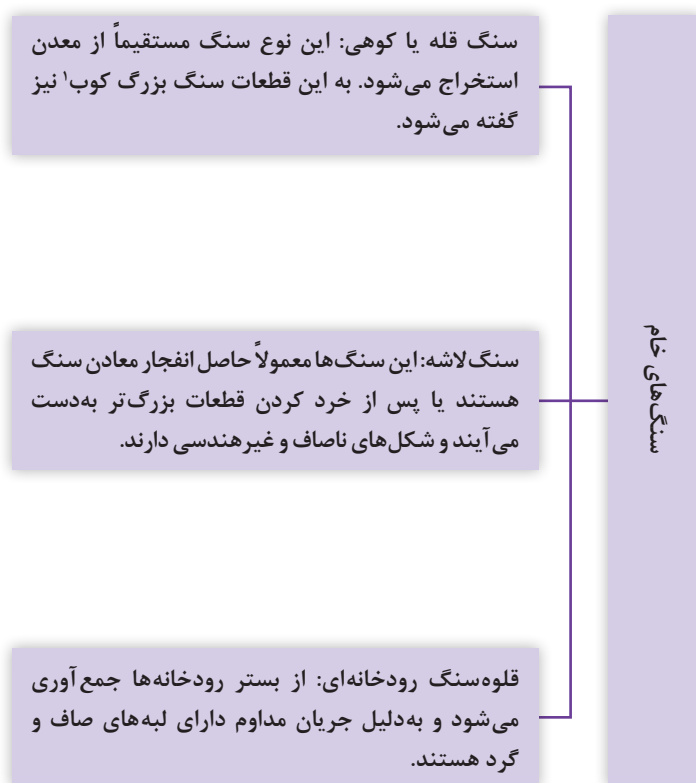 سنگ‌های خام
سنگ قله یا کوهی: این نوع سنگ مستقیماً از معدن
استخراج می‌شود. به این قطعات سنگ بزرگ کوب۱ نیز
گفته می‌شود.
سنگ لاشه: این سنگ‌ها معمولاً حاصل انفجار معادن سنگ
هستند یا پس از خرد کردن قطعات بزرگ‌تر به‌دست
می‌آیند و شکل‌های ناصاف و غیرهندسی دارند.
قلوه‌سنگ رودخانه‌ای: از بستر رودخانه‌ها جمع‌آوری
می‌شود و به‌دلیل جریان مداوم دارای لبه‌های صاف و
گرد هستند.